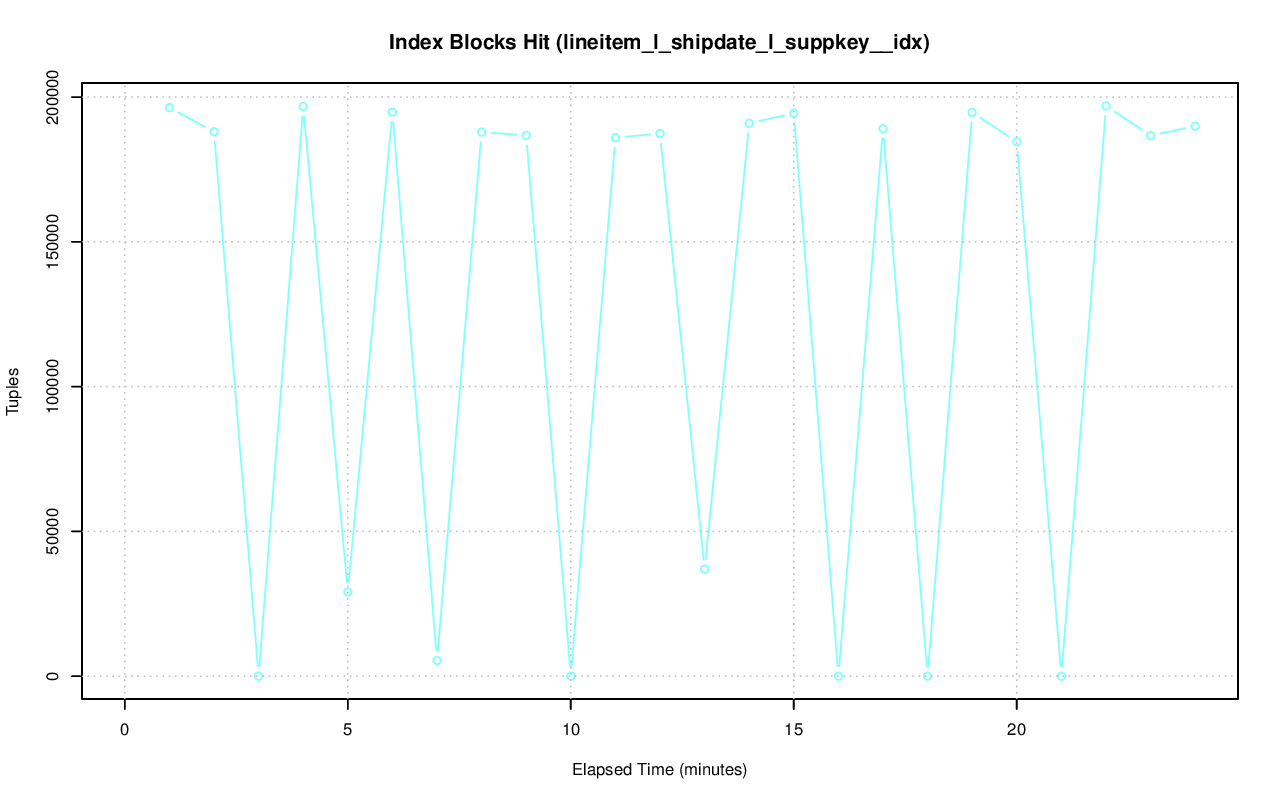 Index Blocks Hit (lineitem_l_shipdate_l_suppkey__idx)
200000
150000
100000
50000
0
Tuples
0 5 10 15 20
Elapsed Time (minutes)